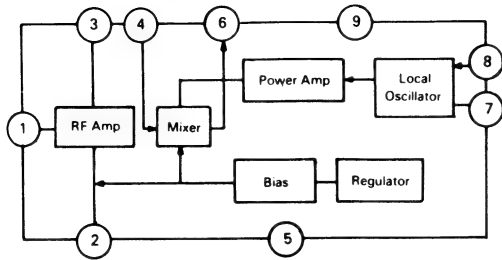 3 4 6 9
8
Power Amp
Local
Oscillator
7
1
RF Amp
Mixer
Bias
Regulator
2
5